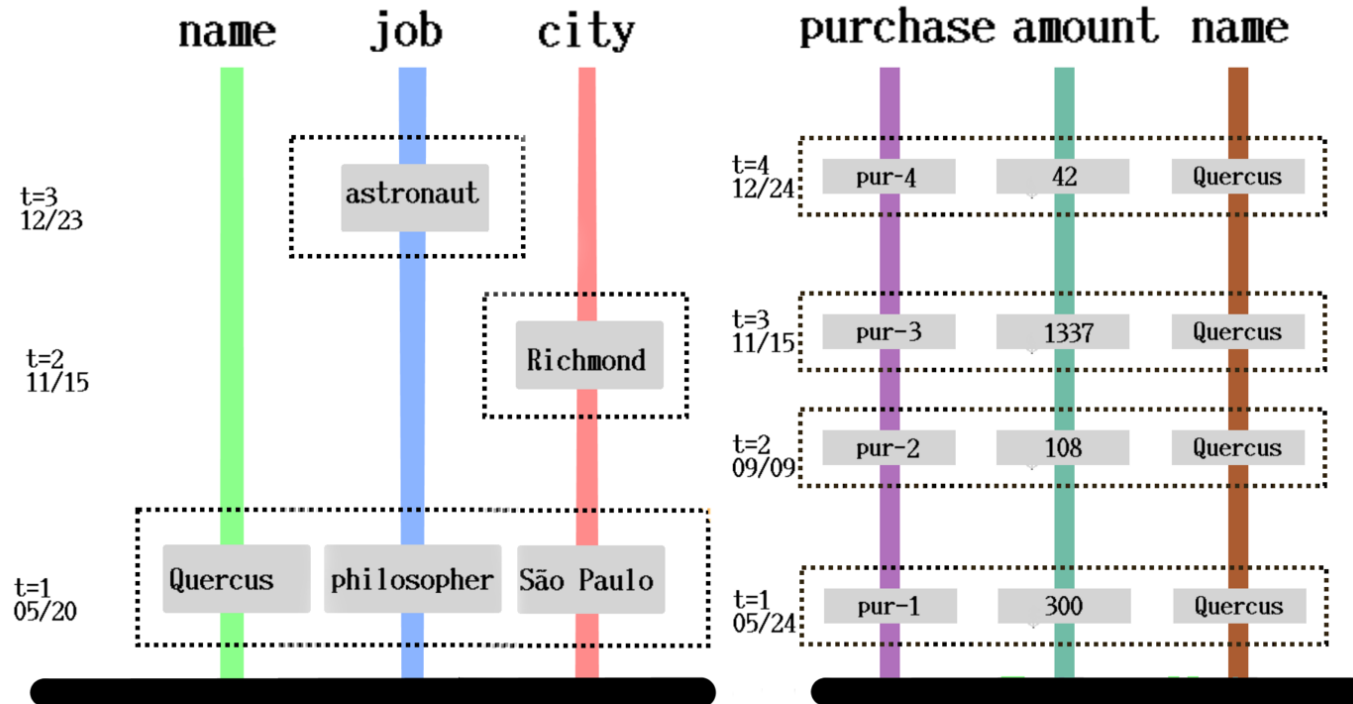 name job city
astronaut
t=3
12/23
Richmond
t=2
11/15
Quercus philosopher São Paulo
t=1
05/20
purchase amount name
t=4
12/24
pur-4 42 Quercus
t=3
11/15
pur-3 1337 Quercus
t=2
09/09
pur-2 108 Quercus
t=1
05/24
pur-1 300 Quercus